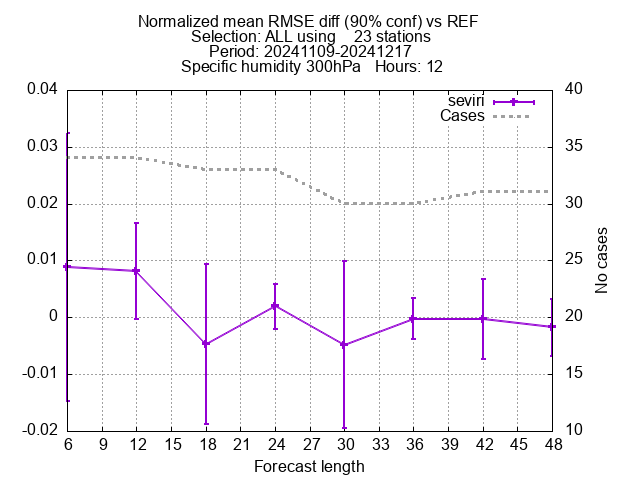 Normalized mean RMSE diff (90% conf) vs REF
Selection: ALL using 23 stations
Period: 20241109-20241217
Specific humidity 300hPa Hours: 12
seviri
Cases
0.04
0.03
0.02
0.01
0
-0.01
-0.02
40
35
30
25
20
15
10
No cases
6 9 12 15 18 21 24 27 30 33 36 39 42 45 48
Forecast length